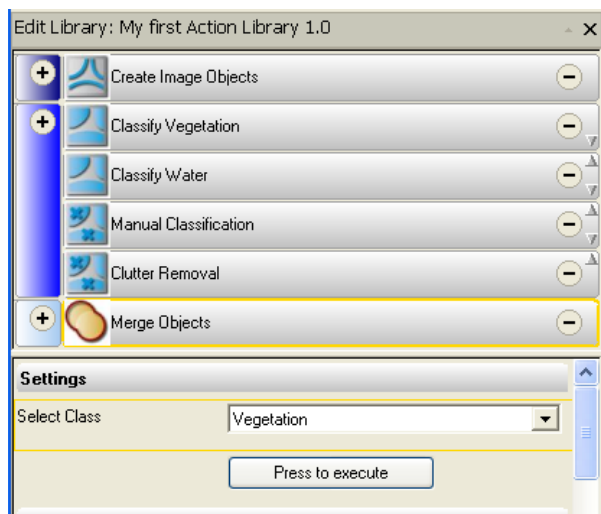 Edit Library: My first Action Library 1.0
Create Image Objects
Classify Vegetation
Classify Water
Manual Classification
Clutter Removal
Merge Objects
Settings
Select Class Vegetation
Press to execute